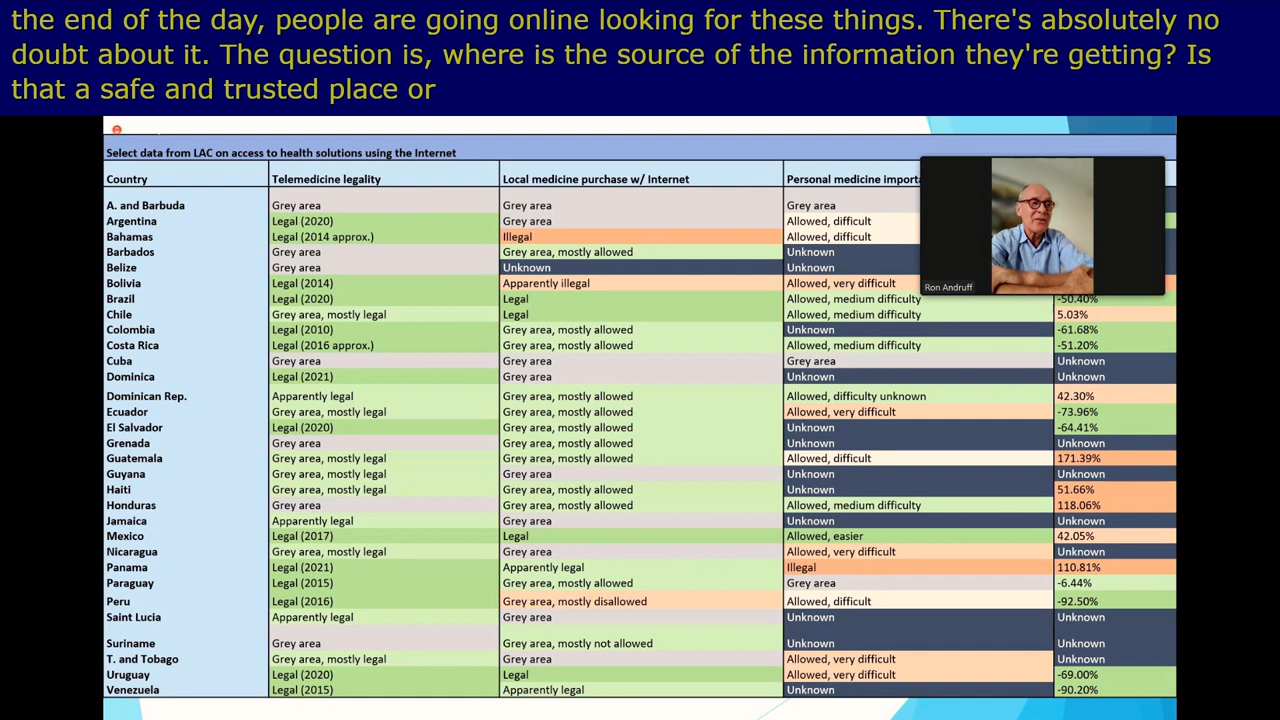 the end of the day, people are going online looking for these things. There's absolutely no
doubt about it. The question is, where is the source of the information they're getting? Is
that a safe and trusted place or
Select data from LAC on access to health solutions using the Internet
Country Telemedicine legality Local medicine purchase w/ Internet Personal medicine importa
A. and Barbuda Grey area Grey area Grey area
Argentina Legal (2020) Grey area Allowed, difficult
Bahamas Legal (2014 approx.) Illegal Allowed, difficult
Barbados Grey area Grey area, mostly allowed Unknown
Belize Grey area Unknown Unknown
Bolivia Legal (2014) Apparently illegal Allowed, very difficult
Ron Andruff
Brazil Legal (2020) Legal Allowed, medium difficulty -50.40%
Chile Grey area, mostly legal Legal Allowed, medium difficulty 5.03%
Colombia Legal (2010) Grey area, mostly allowed Unknown -61.68%
Costa Rica Legal (2016 approx.) Grey area, mostly allowed Allowed, medium difficulty -51.20%
Cuba Grey area Grey area Grey area Unknown
Dominica Legal (2021) Grey area Unknown Unknown
Dominican Rep. Apparently legal Grey area, mostly allowed Allowed, difficulty unknown 42.30%
Ecuador Grey area, mostly legal Grey area, mostly allowed Allowed, very difficult -73.96%
El Salvador Legal (2020) Grey area, mostly allowed Unknown -64.41%
Grenada Grey area Grey area, mostly allowed Unknown Unknown
Guatemala Grey area, mostly legal Grey area, mostly allowed Allowed, difficult 171.39%
Guyana Grey area, mostly legal Grey area Unknown Unknown
Haiti Grey area, mostly legal Grey area, mostly allowed Unknown 51.66%
Honduras Grey area Grey area, mostly allowed Allowed, medium difficulty 118.06%
Jamaica Apparently legal Grey area Unknown Unknown
Mexico Legal (2017) Legal Allowed, easier 42.05%
Nicaragua Grey area, mostly legal Grey area Allowed, very difficult Unknown
Panama Legal (2021) Apparently legal Illegal 110.81%
Paraguay Legal (2015) Grey area, mostly allowed Grey area -6.44%
Peru Legal (2016) Grey area, mostly disallowed Allowed, difficult -92.50%
Saint Lucia Apparently legal Grey area Unknown Unknown
Suriname Grey area Grey area, mostly not allowed Unknown Unknown
T. and Tobago Grey area, mostly legal Grey area Allowed, very difficult Unknown
Uruguay Legal (2020) Legal Allowed, very difficult -69.00%
Venezuela Legal (2015) Apparently legal Unknown -90.20%